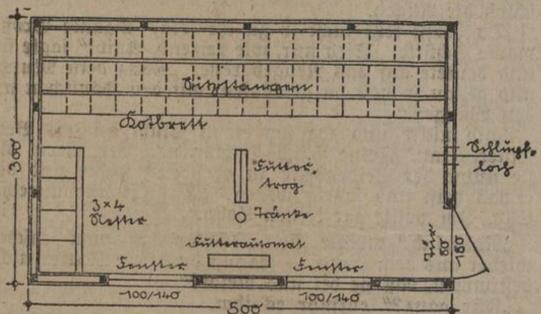 Sitzstangen
Kotbrett
300
Schlupf-
loch
Futter-
trog
3×4
Nester
Tränke
Tür
80
180
Futterautomat
Fenster
Fenster
100/140
100/140
500